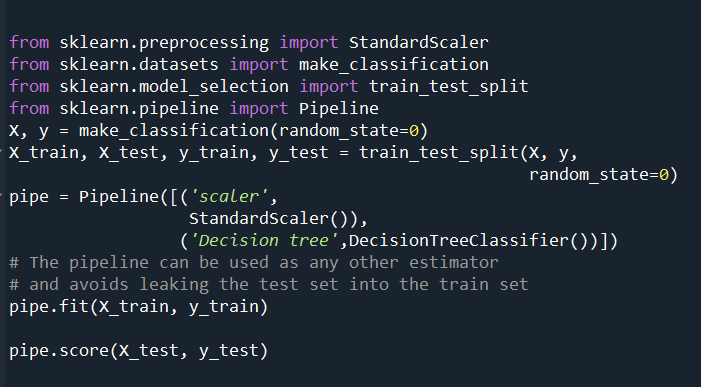 from sklearn.preprocessing import StandardScaler
from sklearn.datasets import make_classification
from sklearn.model_selection import train_test_split
from sklearn.pipeline import Pipeline
X, y = make_classification(random_state=0)
X_train, X_test, y_train, y_test = train_test_split(X, y,
random_state=0)
pipe = Pipeline([('scaler',
StandardScaler()),
('Decision tree',DecisionTreeClassifier())])
# The pipeline can be used as any other estimator
# and avoids leaking the test set into the train set
pipe.fit(X_train, y_train)
pipe.score(X_test, y_test)